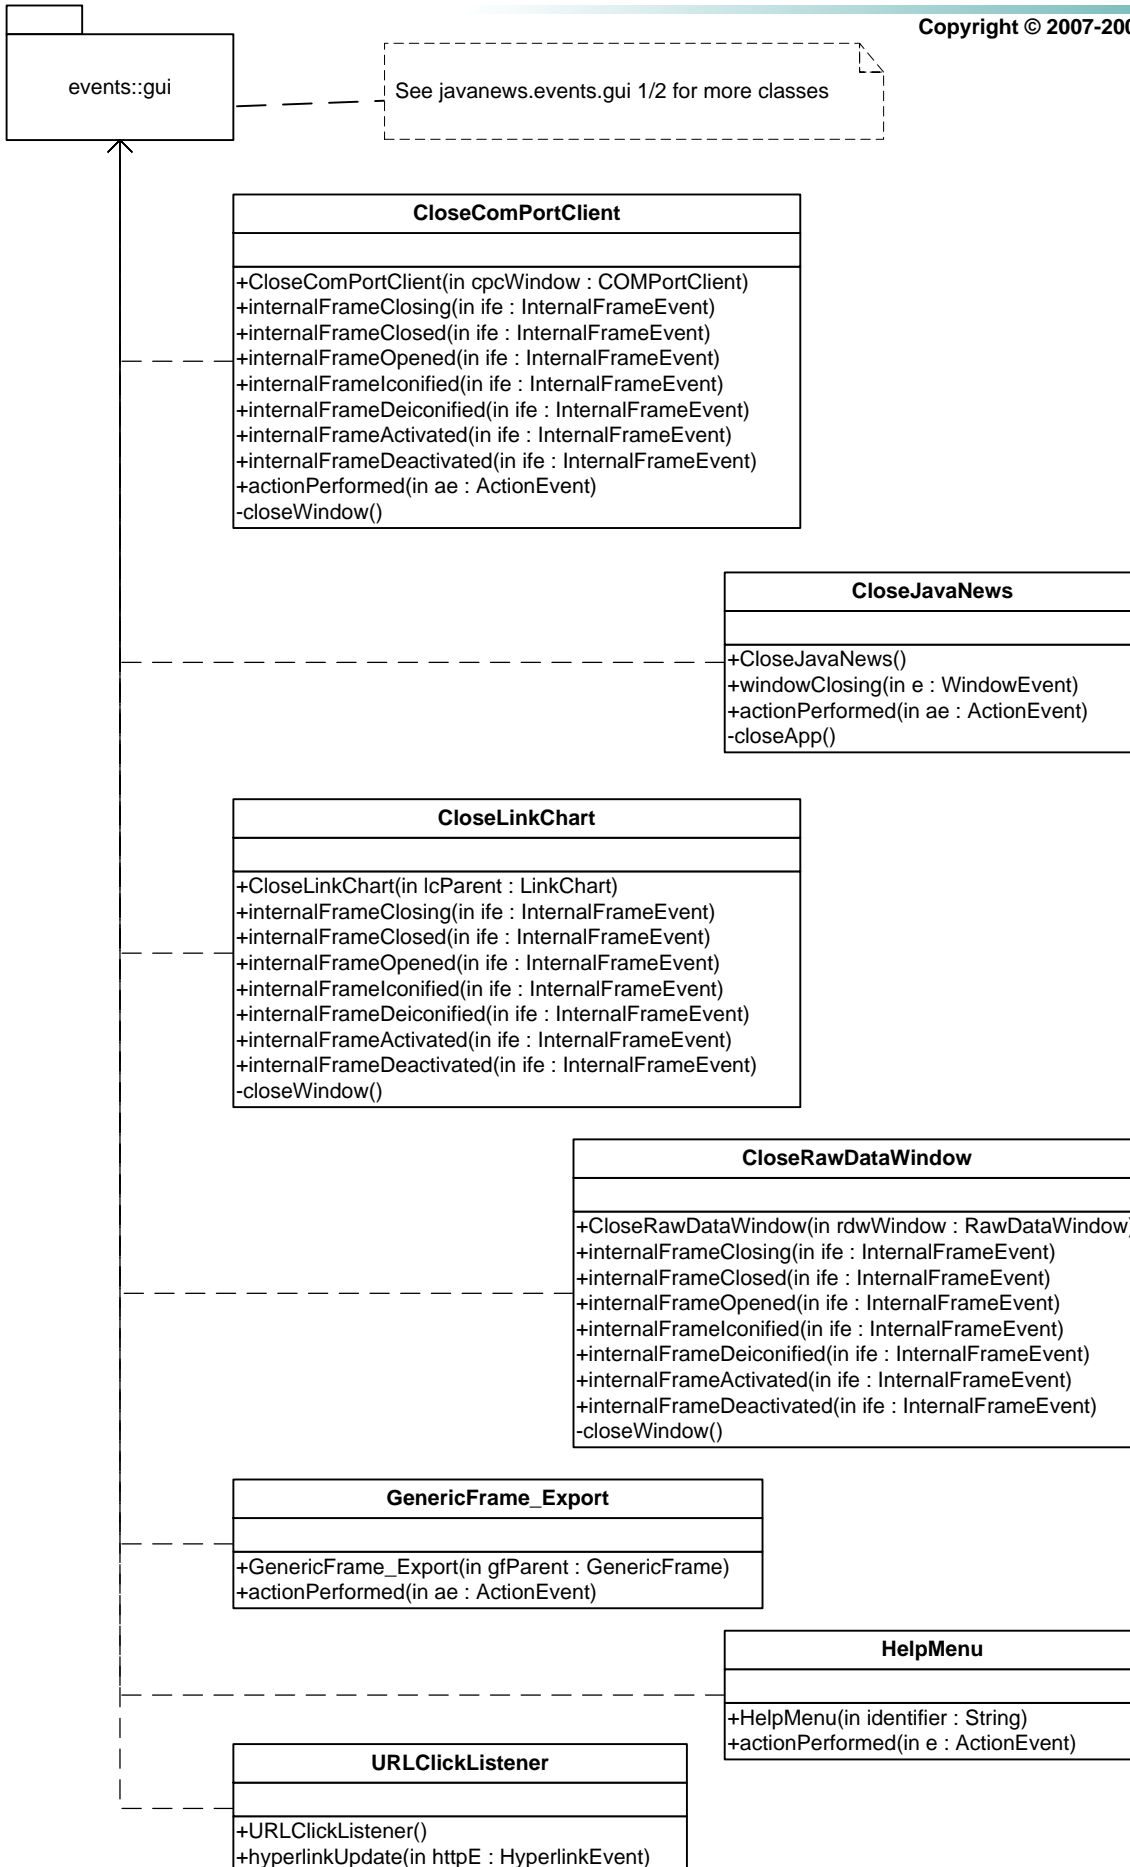 Copyright © 2007-200
events::gui
See javanews.events.gui 1/2 for more classes
CloseComPortClient
+CloseComPortClient(in cpcWindow : COMPortClient)
+internalFrameClosing(in ife : InternalFrameEvent)
+internalFrameClosed(in ife : InternalFrameEvent)
+internalFrameOpened(in ife : InternalFrameEvent)
+internalFrameIconified(in ife : InternalFrameEvent)
+internalFrameDeiconified(in ife : InternalFrameEvent)
+internalFrameActivated(in ife : InternalFrameEvent)
+internalFrameDeactivated(in ife : InternalFrameEvent)
+actionPerformed(in ae : ActionEvent)
-closeWindow()
CloseJavaNews
+CloseJavaNews()
+windowClosing(in e : WindowEvent)
+actionPerformed(in ae : ActionEvent)
-closeApp()
CloseLinkChart
+CloseLinkChart(in lcParent : LinkChart)
+internalFrameClosing(in ife : InternalFrameEvent)
+internalFrameClosed(in ife : InternalFrameEvent)
+internalFrameOpened(in ife : InternalFrameEvent)
+internalFrameIconified(in ife : InternalFrameEvent)
+internalFrameDeiconified(in ife : InternalFrameEvent)
+internalFrameActivated(in ife : InternalFrameEvent)
+internalFrameDeactivated(in ife : InternalFrameEvent)
-closeWindow()
CloseRawDataWindow
+CloseRawDataWindow(in rdwWindow : RawDataWindow)
+internalFrameClosing(in ife : InternalFrameEvent)
+internalFrameClosed(in ife : InternalFrameEvent)
+internalFrameOpened(in ife : InternalFrameEvent)
+internalFrameIconified(in ife : InternalFrameEvent)
+internalFrameDeiconified(in ife : InternalFrameEvent)
+internalFrameActivated(in ife : InternalFrameEvent)
+internalFrameDeactivated(in ife : InternalFrameEvent)
-closeWindow()
GenericFrame_Export
+GenericFrame_Export(in gfParent : GenericFrame)
+actionPerformed(in ae : ActionEvent)
HelpMenu
+HelpMenu(in identifier : String)
+actionPerformed(in e : ActionEvent)
URLClickListener
+URLClickListener()
+hyperlinkUpdate(in httpE : HyperlinkEvent)